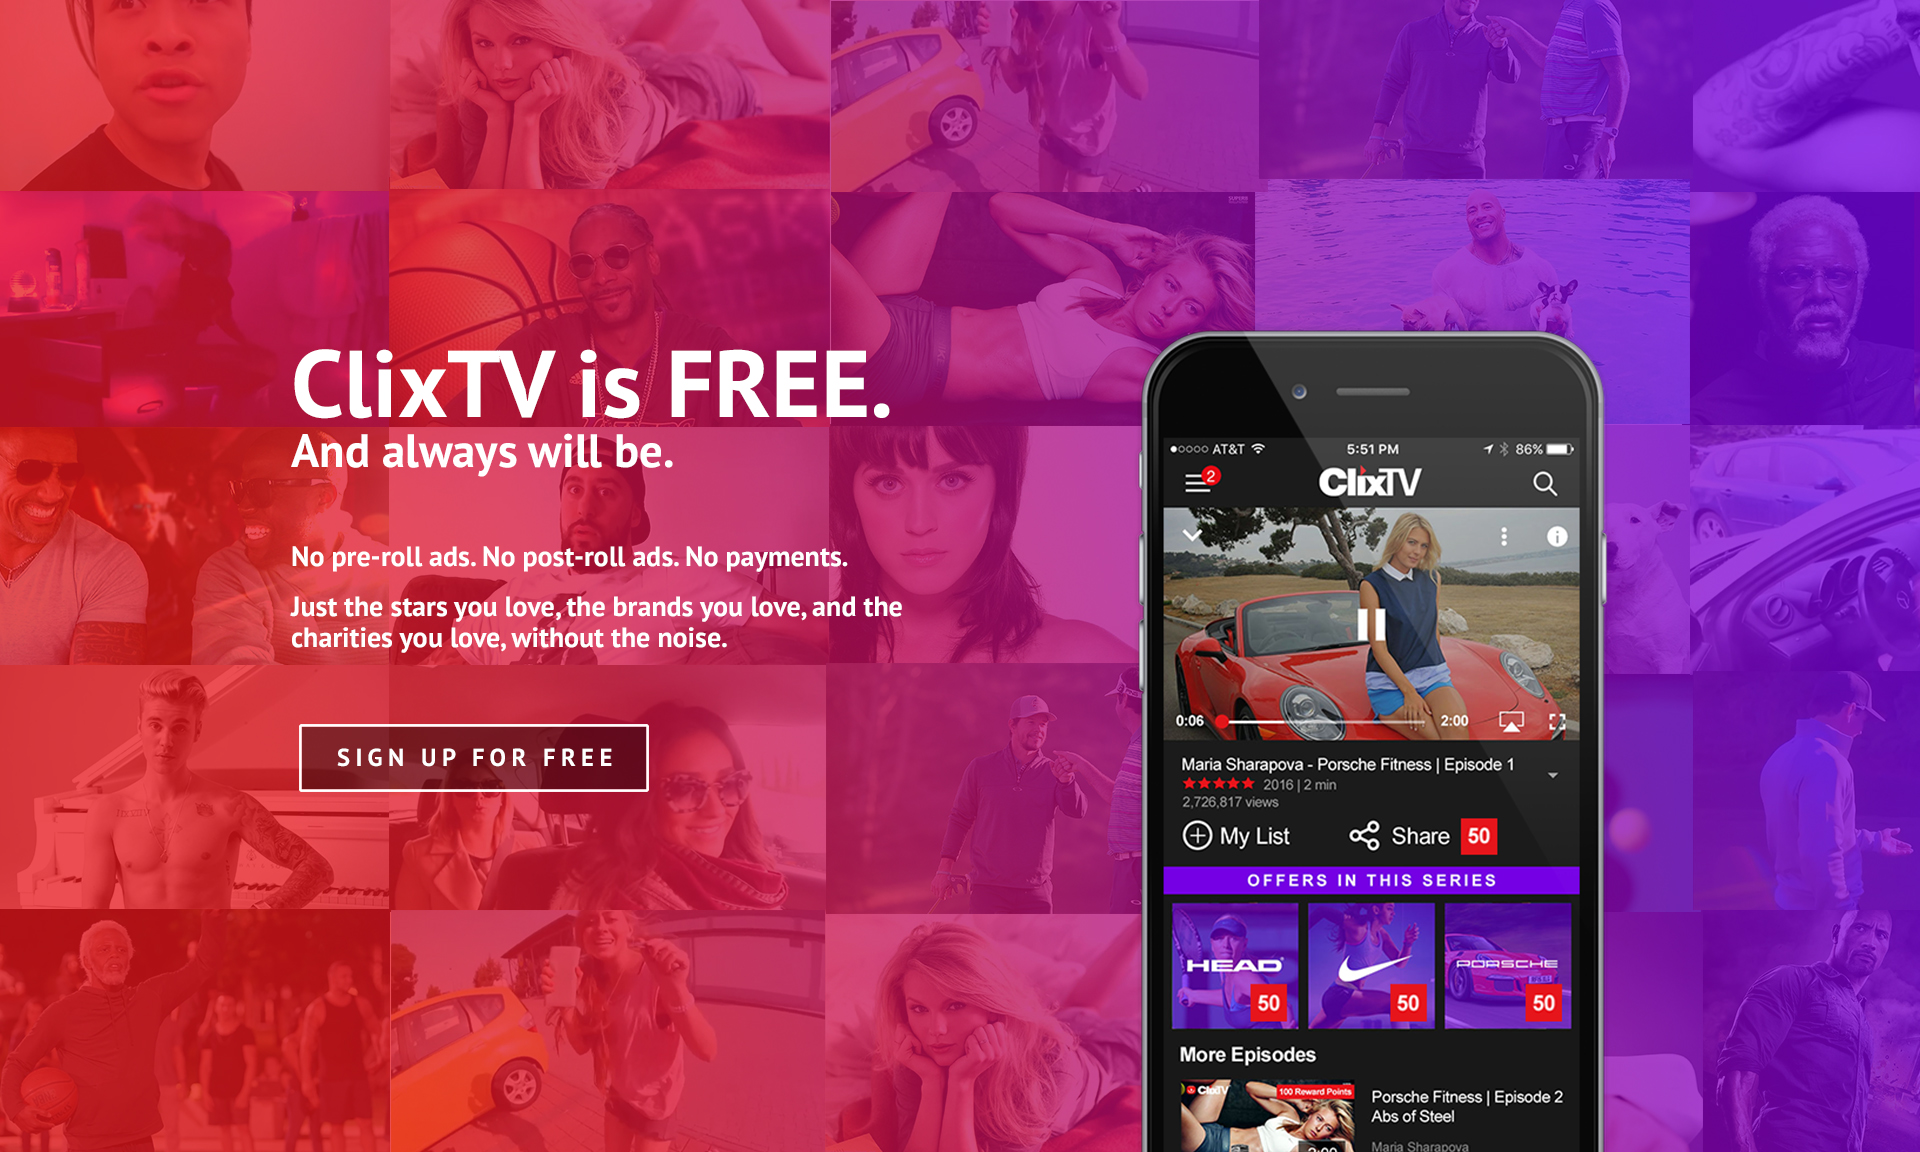 ClixTV is FREE.
And always will be.
No pre-roll ads. No post-roll ads. No payments.
Just the stars you love, the brands you love, and the
charities you love, without the noise.
SIGN UP FOR FREE
AT&T 5:51 PM 86%
2
ClixTV
0:06 2:00
Maria Sharapova - Porsche Fitness | Episode 1
2016 | 2 min
2,726,817 views
My List Share 50
OFFERS IN THIS SERIES
HEAD PORSCHE
50 50 50
More Episodes
ClixTV 100 Reward Points
Porsche Fitness | Episode 2
Abs of Steel
Maria Sharapova